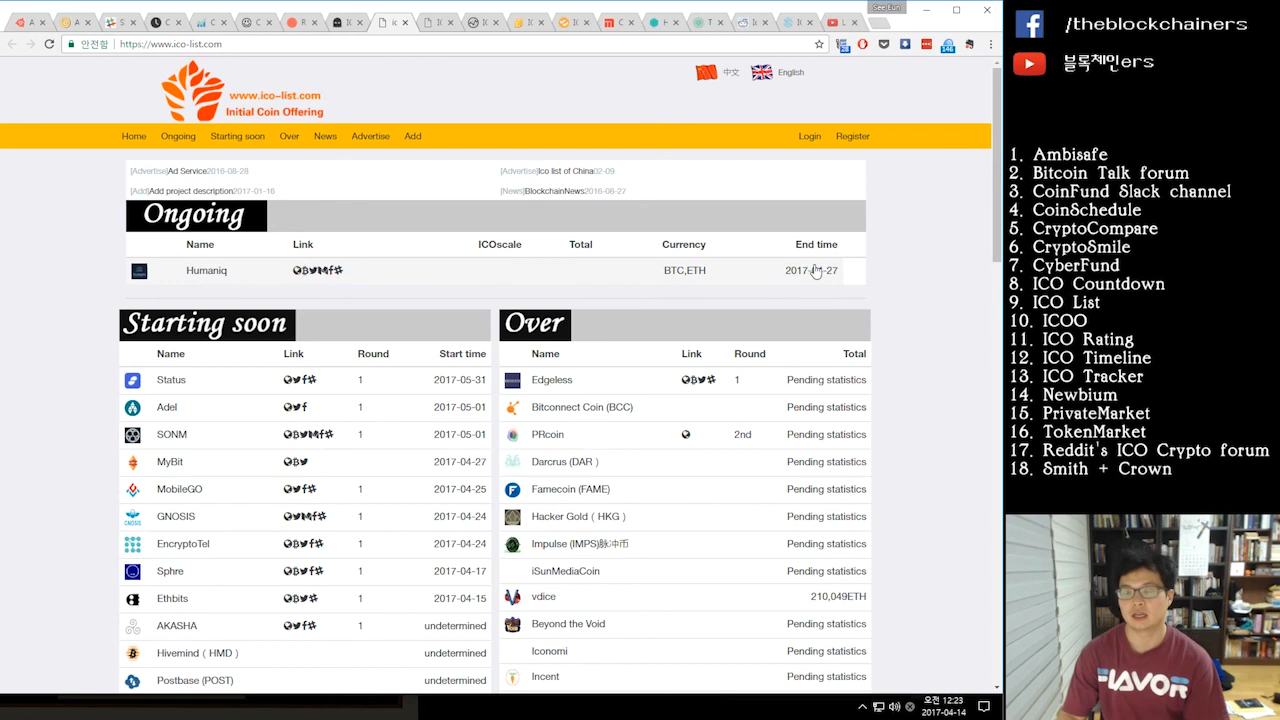 See Eun
안전함
https://www.ico-list.com
28
146
www.ico-list.com
Initial Coin Offering
中文
English
Home
Ongoing
Starting soon
Over
News
Advertise
Add
Login
Register
[Advertise]Ad Service2016-08-28
[Advertise]Ico list of China02-09
[Add]Add project description2017-01-16
[News]BlockchainNews2016-08-27
Ongoing
Name Link ICOscale Total Currency End time
Humaniq BTC,ETH
Starting soon
Name Link Round Start time
Status 1 2017-05-31
Adel 1 2017-05-01
SONM 1 2017-05-01
MyBit 1 2017-04-27
MobileGO 1 2017-04-25
GNOSIS 1 2017-04-24
EncryptoTel 1 2017-04-24
Sphre 1 2017-04-17
Ethbits 1 2017-04-15
AKASHA 1 undetermined
Hivemind ( HMD ) undetermined
Postbase (POST) undetermined
Over
Name Link Round Total
Edgeless 1 Pending statistics
Bitconnect Coin (BCC) Pending statistics
PRcoin 2nd Pending statistics
Darcrus (DAR ) Pending statistics
Famecoin (FAME) Pending statistics
Hacker Gold ( HKG ) Pending statistics
Impulse (IMPS)脉冲币 Pending statistics
iSunMediaCoin Pending statistics
vdice 210,049ETH
Beyond the Void Pending statistics
Iconomi Pending statistics
Incent Pending statistics
오전 12:23
2017-04-14
/theblockchainers
블록체인ers
1. Ambisafe
2. Bitcoin Talk forum
3. CoinFund Slack channel
4. CoinSchedule
5. CryptoCompare
6. CryptoSmile
7. CyberFund
8. ICO Countdown
9. ICO List
10. ICOO
11. ICO Rating
12. ICO Timeline
13. ICO Tracker
14. Newbium
15. PrivateMarket
16. TokenMarket
17. Reddit's ICO Crypto forum
18. Smith + Crown